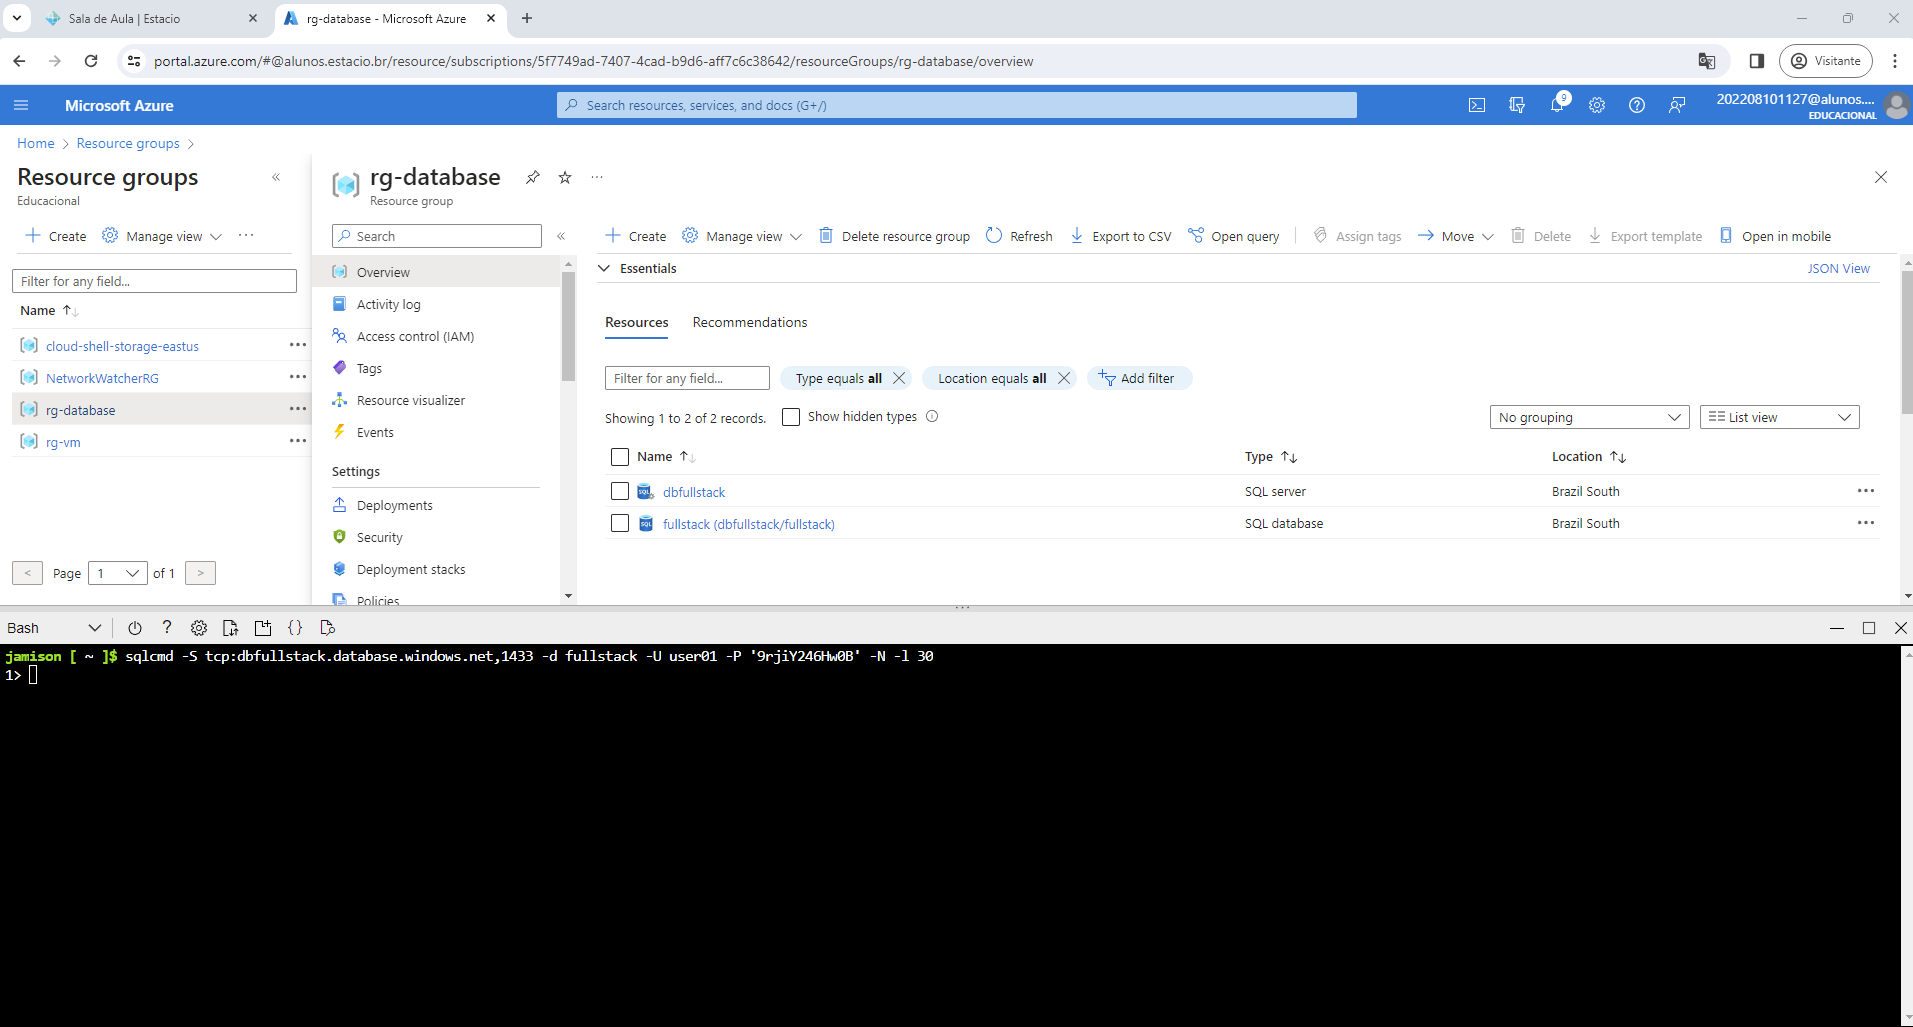 Sala de Aula | Estacio
rg-database - Microsoft Azure
portal.azure.com/#@alunos.estacio.br/resource/subscriptions/5f7749ad-7407-4cad-b9d6-aff7c6c38642/resourceGroups/rg-database/overview
Visitante
Microsoft Azure
Search resources, services, and docs (G+/)
9
202208101127@alunos....
EDUCACIONAL
Home > Resource groups >
Resource groups
Educacional
Create Manage view ...
Filter for any field...
Name
cloud-shell-storage-eastus
NetworkWatcherRG
rg-database
rg-vm
< Page 1 of 1 >
rg-database
Resource group
Search
Overview
Activity log
Access control (IAM)
Tags
Resource visualizer
Events
Settings
Deployments
Security
Deployment stacks
Policies
Create Manage view Delete resource group Refresh Export to CSV Open query Assign tags Move Delete Export template Open in mobile
Essentials
JSON View
Resources Recommendations
Filter for any field... Type equals all Location equals all Add filter
Showing 1 to 2 of 2 records. Show hidden types
No grouping List view
Name Type Location
dbfullstack SQL server Brazil South
fullstack (dbfullstack/fullstack) SQL database Brazil South
Bash
jamison [ ~ ]$ sqlcmd -S tcp:dbfullstack.database.windows.net,1433 -d fullstack -U user01 -P '9rjiY246Hw0B' -N -l 30
1>